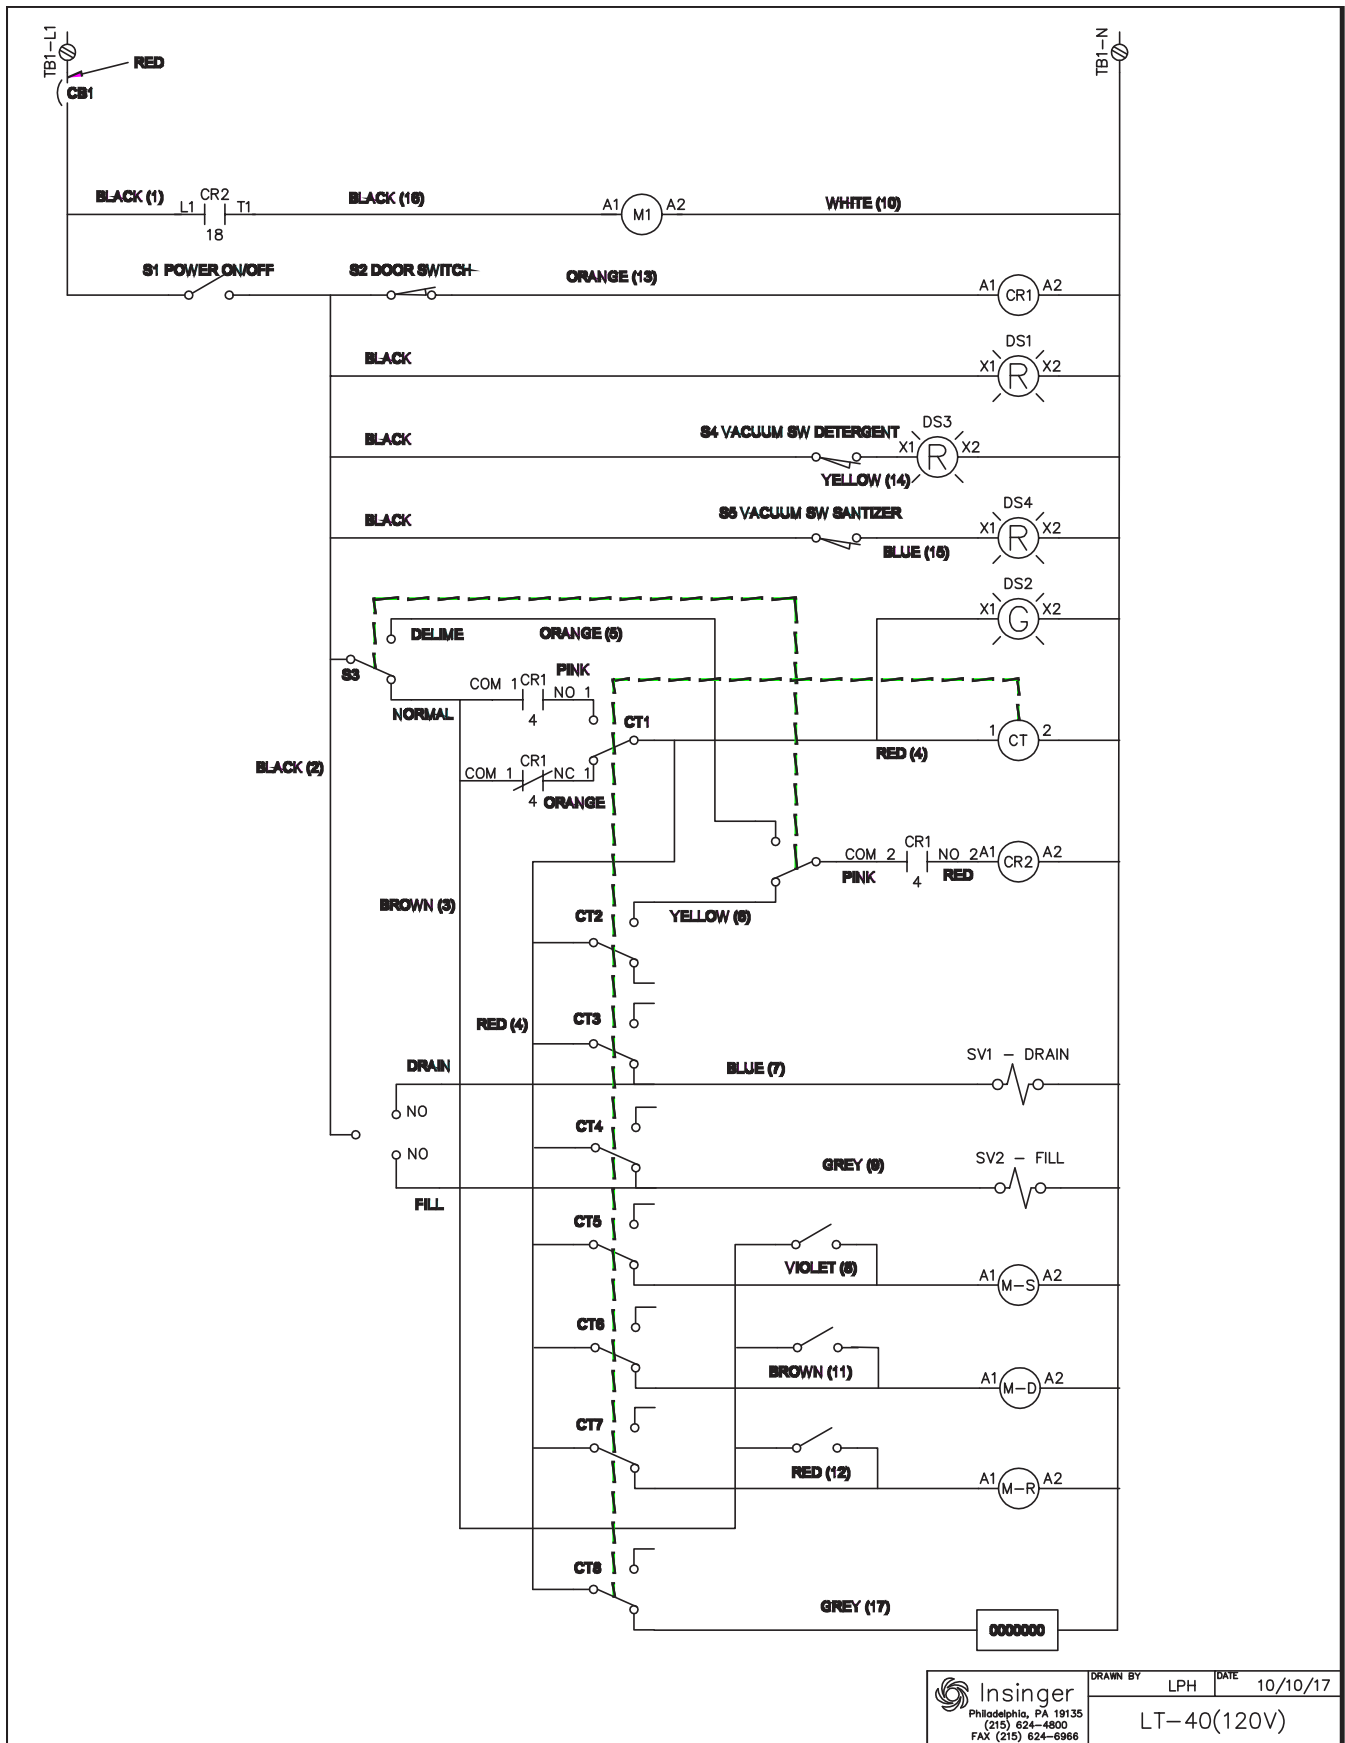 TB1-L1
TB1-N
RED
CB1
BLACK (1)
L1 CR2 T1
18
BLACK (16)
A1 M1 A2
WHITE (10)
S1 POWER ON/OFF
S2 DOOR SWITCH
ORANGE (13)
A1 CR1 A2
BLACK
DS1
X1 R X2
BLACK
S4 VACUUM SW DETERGENT
DS3
X1 R X2
YELLOW (14)
BLACK
S5 VACUUM SW SANTIZER
DS4
X1 R X2
BLUE (15)
DS2
X1 G X2
DELIME
ORANGE (5)
S3
PINK
COM 1 CR1 NO 1
4
NORMAL
CT1
1 CT 2
RED (4)
BLACK (2)
COM 1 CR1 NC 1
4 ORANGE
COM 2 CR1 NO 2
A1 CR2 A2
PINK 4 RED
BROWN (3)
CT2
YELLOW (6)
RED (4)
CT3
DRAIN
BLUE (7)
SV1 - DRAIN
NO
CT4
NO
GREY (9)
SV2 - FILL
FILL
CT5
VIOLET (8)
A1 M-S A2
CT6
BROWN (11)
A1 M-D A2
CT7
RED (12)
A1 M-R A2
CT8
GREY (17)
0000000
Insinger
Philadelphia, PA 19135
(215) 624-4800
FAX (215) 624-6966
DRAWN BY LPH
DATE 10/10/17
LT-40(120V)